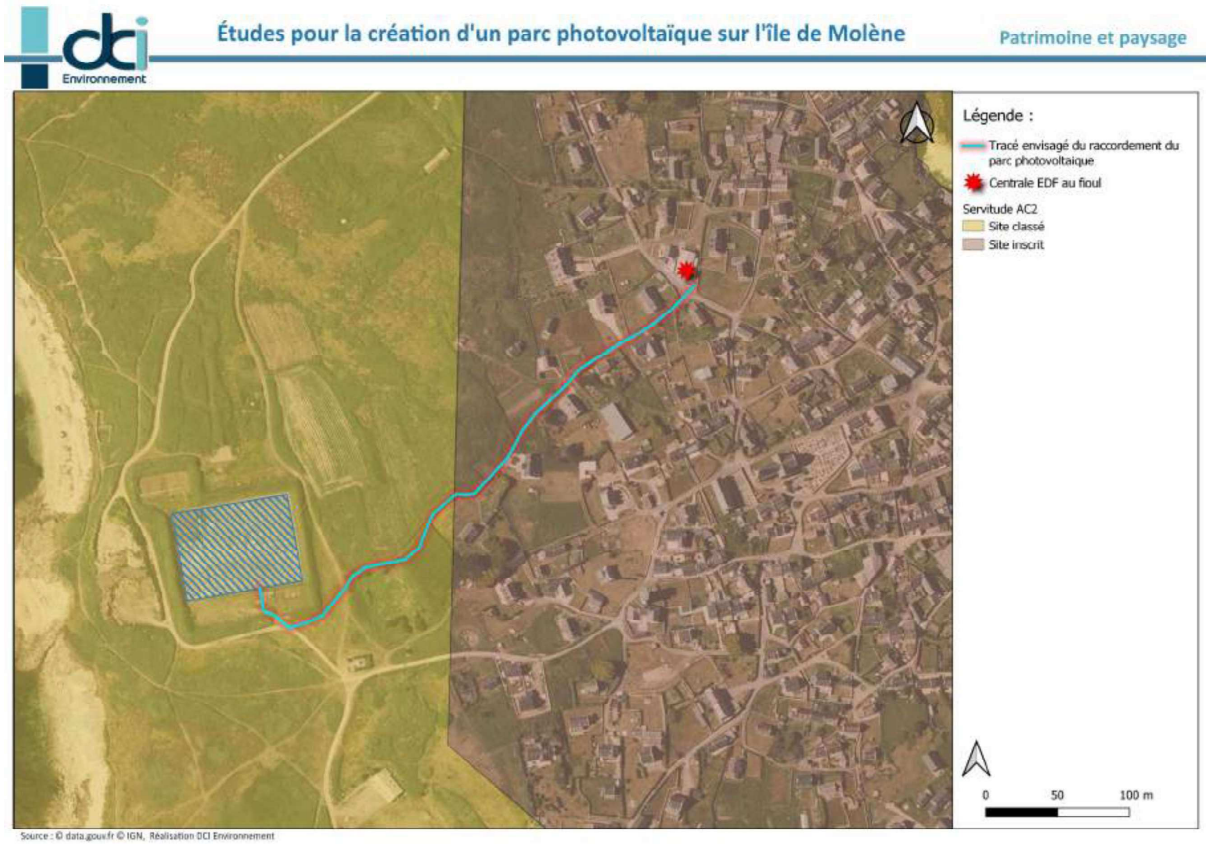 dci
Environnement
Études pour la création d'un parc photovoltaïque sur l'île de Molène
Patrimoine et paysage
Légende :
Tracé envisagé du raccordement du
parc photovoltaique
Centrale EDF au fioul
Servitude AC2
Site classé
Site inscrit
0 50 100 m
Source : © data.gouv.fr © IGN, Réalisation DCI Environnement